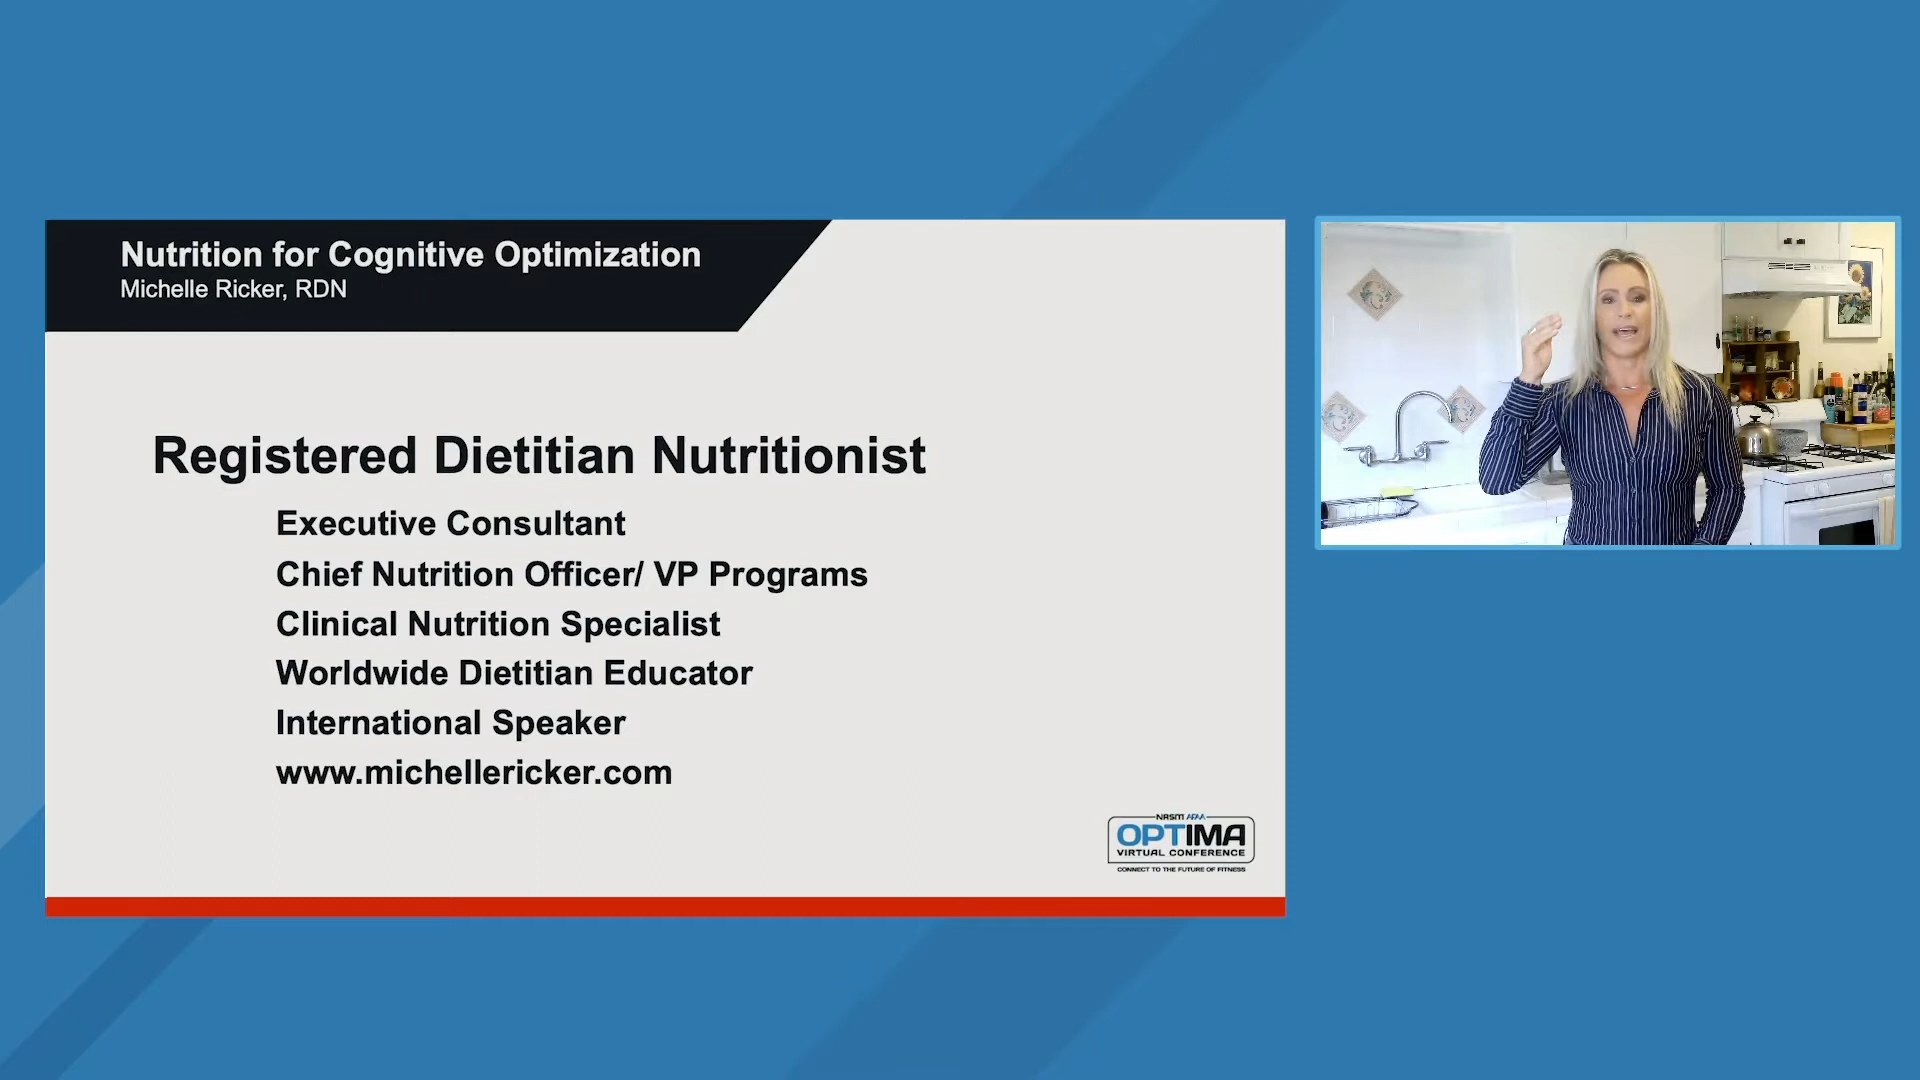 Nutrition for Cognitive Optimization
Michelle Ricker, RDN
Registered Dietitian Nutritionist
Executive Consultant
Chief Nutrition Officer/ VP Programs
Clinical Nutrition Specialist
Worldwide Dietitian Educator
International Speaker
www.michellericker.com
NASM AFAA
OPTIMA
VIRTUAL CONFERENCE
CONNECT TO THE FUTURE OF FITNESS